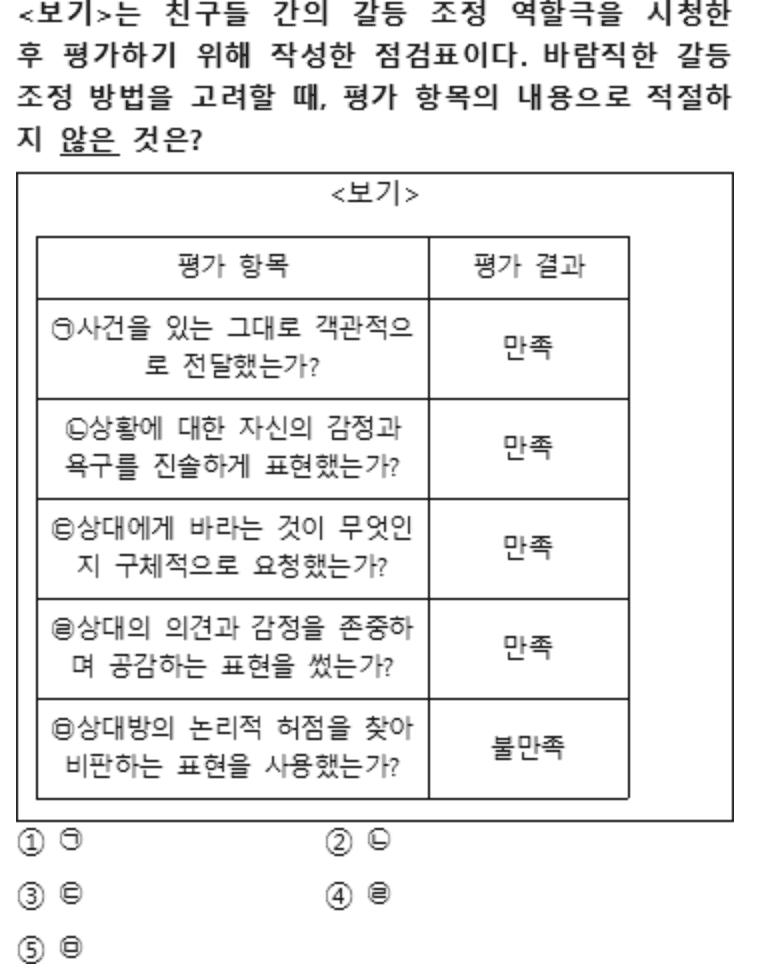 <보기>는 친구들 간의 갈등 조정 역할극을 시청한
후 평가하기 위해 작성한 점검표이다. 바람직한 갈등
조정 방법을 고려할 때, 평가 항목의 내용으로 적절하
지 않은 것은?
<보기>
평가 항목 평가 결과
㉠사건을 있는 그대로 객관적으
로 전달했는가?
만족
㉡상황에 대한 자신의 감정과
욕구를 진솔하게 표현했는가?
만족
㉢상대에게 바라는 것이 무엇인
지 구체적으로 요청했는가?
만족
㉣상대의 의견과 감정을 존중하
며 공감하는 표현을 썼는가?
만족
㉤상대방의 논리적 허점을 찾아
비판하는 표현을 사용했는가?
불만족
① ㉠ ② ㉡
③ ㉢ ④ ㉣
⑤ ㉤